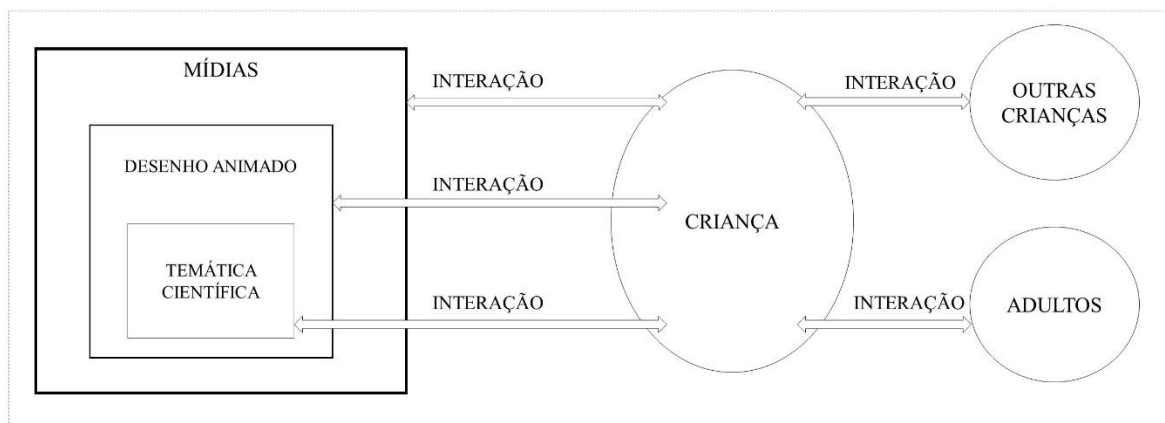 MÍDIAS
DESENHO ANIMADO
TEMÁTICA
CIENTÍFICA
INTERAÇÃO
INTERAÇÃO
INTERAÇÃO
CRIANÇA
INTERAÇÃO
INTERAÇÃO
OUTRAS
CRIANÇAS
ADULTOS